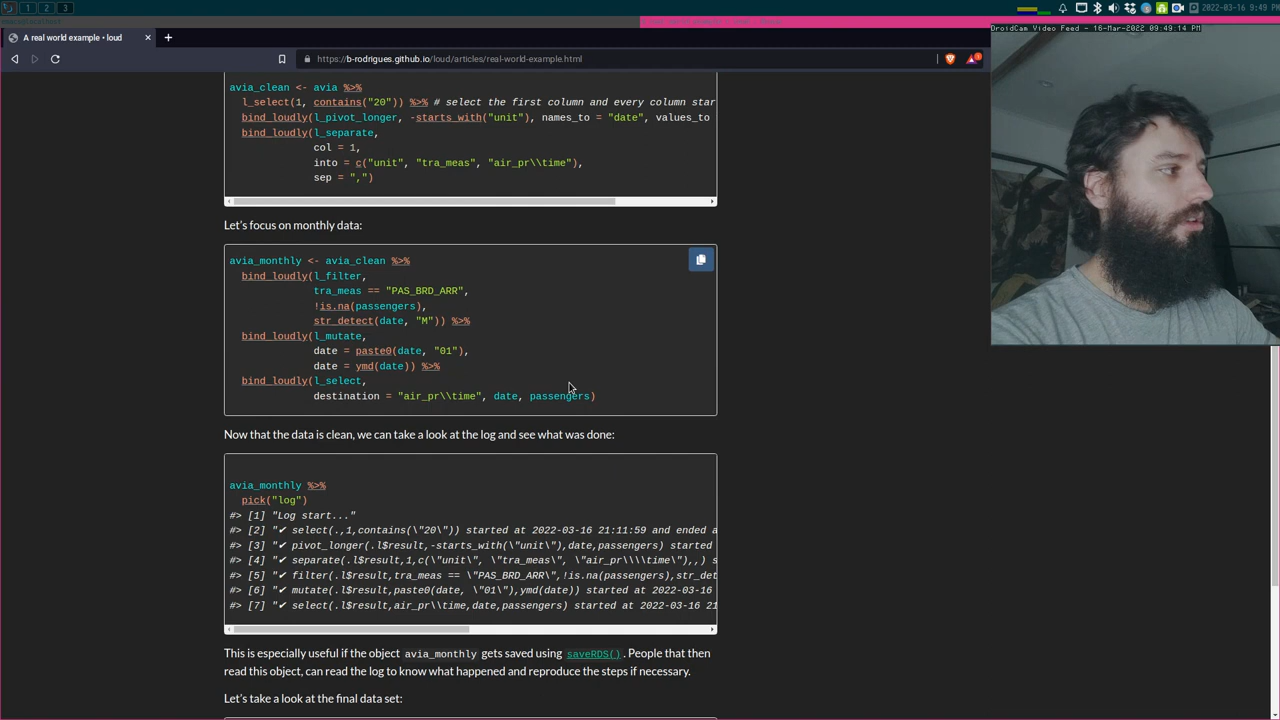 1 2 3
2022-03-16 9:49 PM
A real world example • loud
https://b-rodrigues.github.io/loud/articles/real-world-example.html
DroidCam Video Feed - 16-Mar-2022 09:49:14 PM
avia_clean <- avia %>%
l_select(1, contains("20")) %>% # select the first column and every column star
bind_loudly(l_pivot_longer, -starts_with("unit"), names_to = "date", values_to
bind_loudly(l_separate,
col = 1,
into = c("unit", "tra_meas", "air_pr\\time"),
sep = ",")
Let's focus on monthly data:
avia_monthly <- avia_clean %>%
bind_loudly(l_filter,
tra_meas == "PAS_BRD_ARR",
!is.na(passengers),
str_detect(date, "M")) %>%
bind_loudly(l_mutate,
date = paste0(date, "01"),
date = ymd(date)) %>%
bind_loudly(l_select,
destination = "air_pr\\time", date, passengers)
Now that the data is clean, we can take a look at the log and see what was done:
avia_monthly %>%
pick("log")
#> [1] "Log start..."
#> [2] "✔ select(.,1,contains(\"20\")) started at 2022-03-16 21:11:59 and ended a
#> [3] "✔ pivot_longer(.l$result,-starts_with(\"unit\"),date,passengers) started
#> [4] "✔ separate(.l$result,1,c(\"unit\", \"tra_meas\", \"air_pr\\\\time\"),,) s
#> [5] "✔ filter(.l$result,tra_meas == \"PAS_BRD_ARR\",!is.na(passengers),str_det
#> [6] "✔ mutate(.l$result,paste0(date, \"01\"),ymd(date)) started at 2022-03-16
#> [7] "✔ select(.l$result,air_pr\\time,date,passengers) started at 2022-03-16 21
This is especially useful if the object avia_monthly gets saved using saveRDS(). People that then
read this object, can read the log to know what happened and reproduce the steps if necessary.
Let's take a look at the final data set: